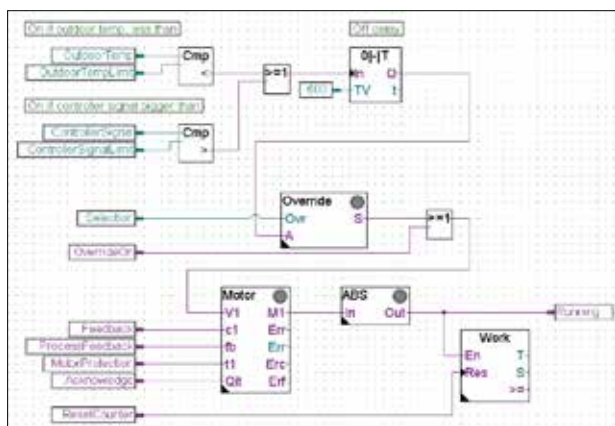 On if outdoor temp. less than
Off delay
OutdoorTemp
OutdoorTempLimit
Cmp
<
>=1
0|-|T
In Q
TV t
600
On if controller signal bigger than
ControllerSignal
ControllerSignalLimit
Cmp
>
Selection
OverrideOn
Override
Ovr S
A
>=1
Motor
V1 M1
c1 Err
fb Err
t1 Erc
Qit Erf
ABS
In Out
Running
Feedback
ProcessFeedback
MotorProtection
Acknowledge
ResetCounter
Work
En T
Res S
>=